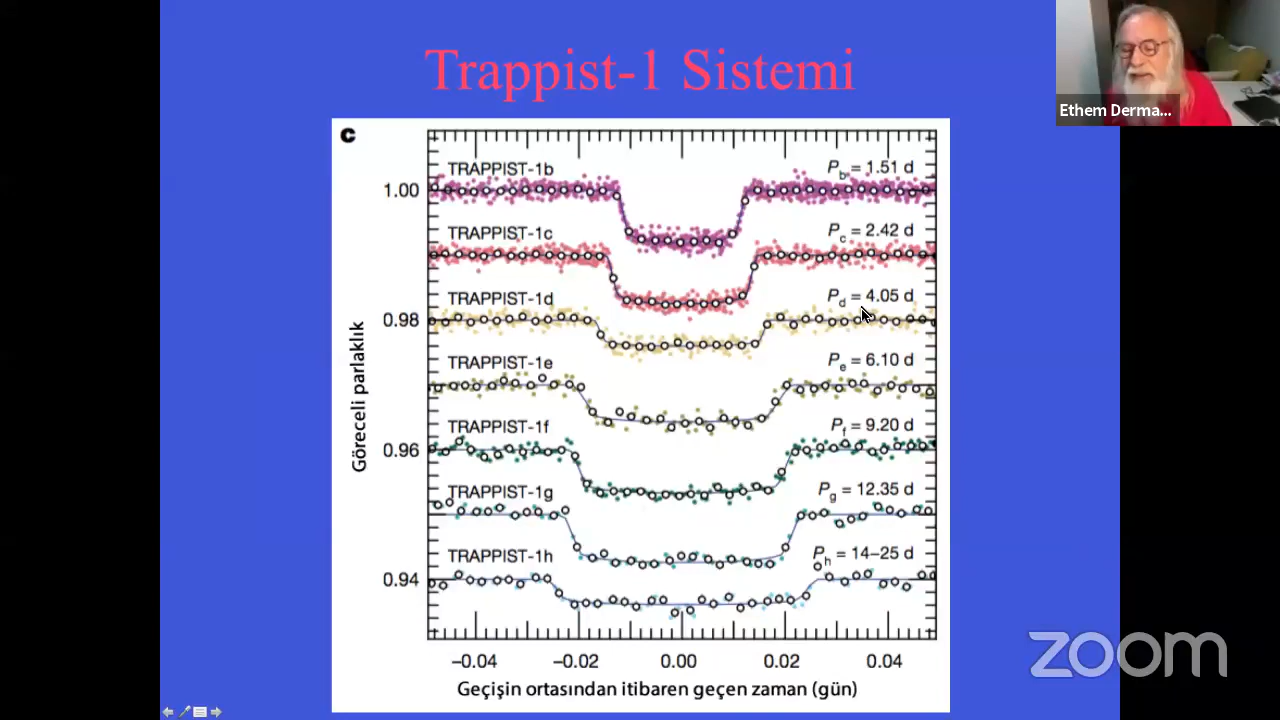 Trappist-1 Sistemi
Ethem Derma...
c
TRAPPIST-1b
P_b = 1.51 d
1.00
TRAPPIST-1c
P_c = 2.42 d
TRAPPIST-1d
P_d = 4.05 d
0.98
TRAPPIST-1e
P_e = 6.10 d
TRAPPIST-1f
P_f = 9.20 d
0.96
TRAPPIST-1g
P_g = 12.35 d
TRAPPIST-1h
P_h = 14–25 d
0.94
Göreceli parlaklık
−0.04 −0.02 0.00 0.02 0.04
Geçişin ortasından itibaren geçen zaman (gün)
zoom